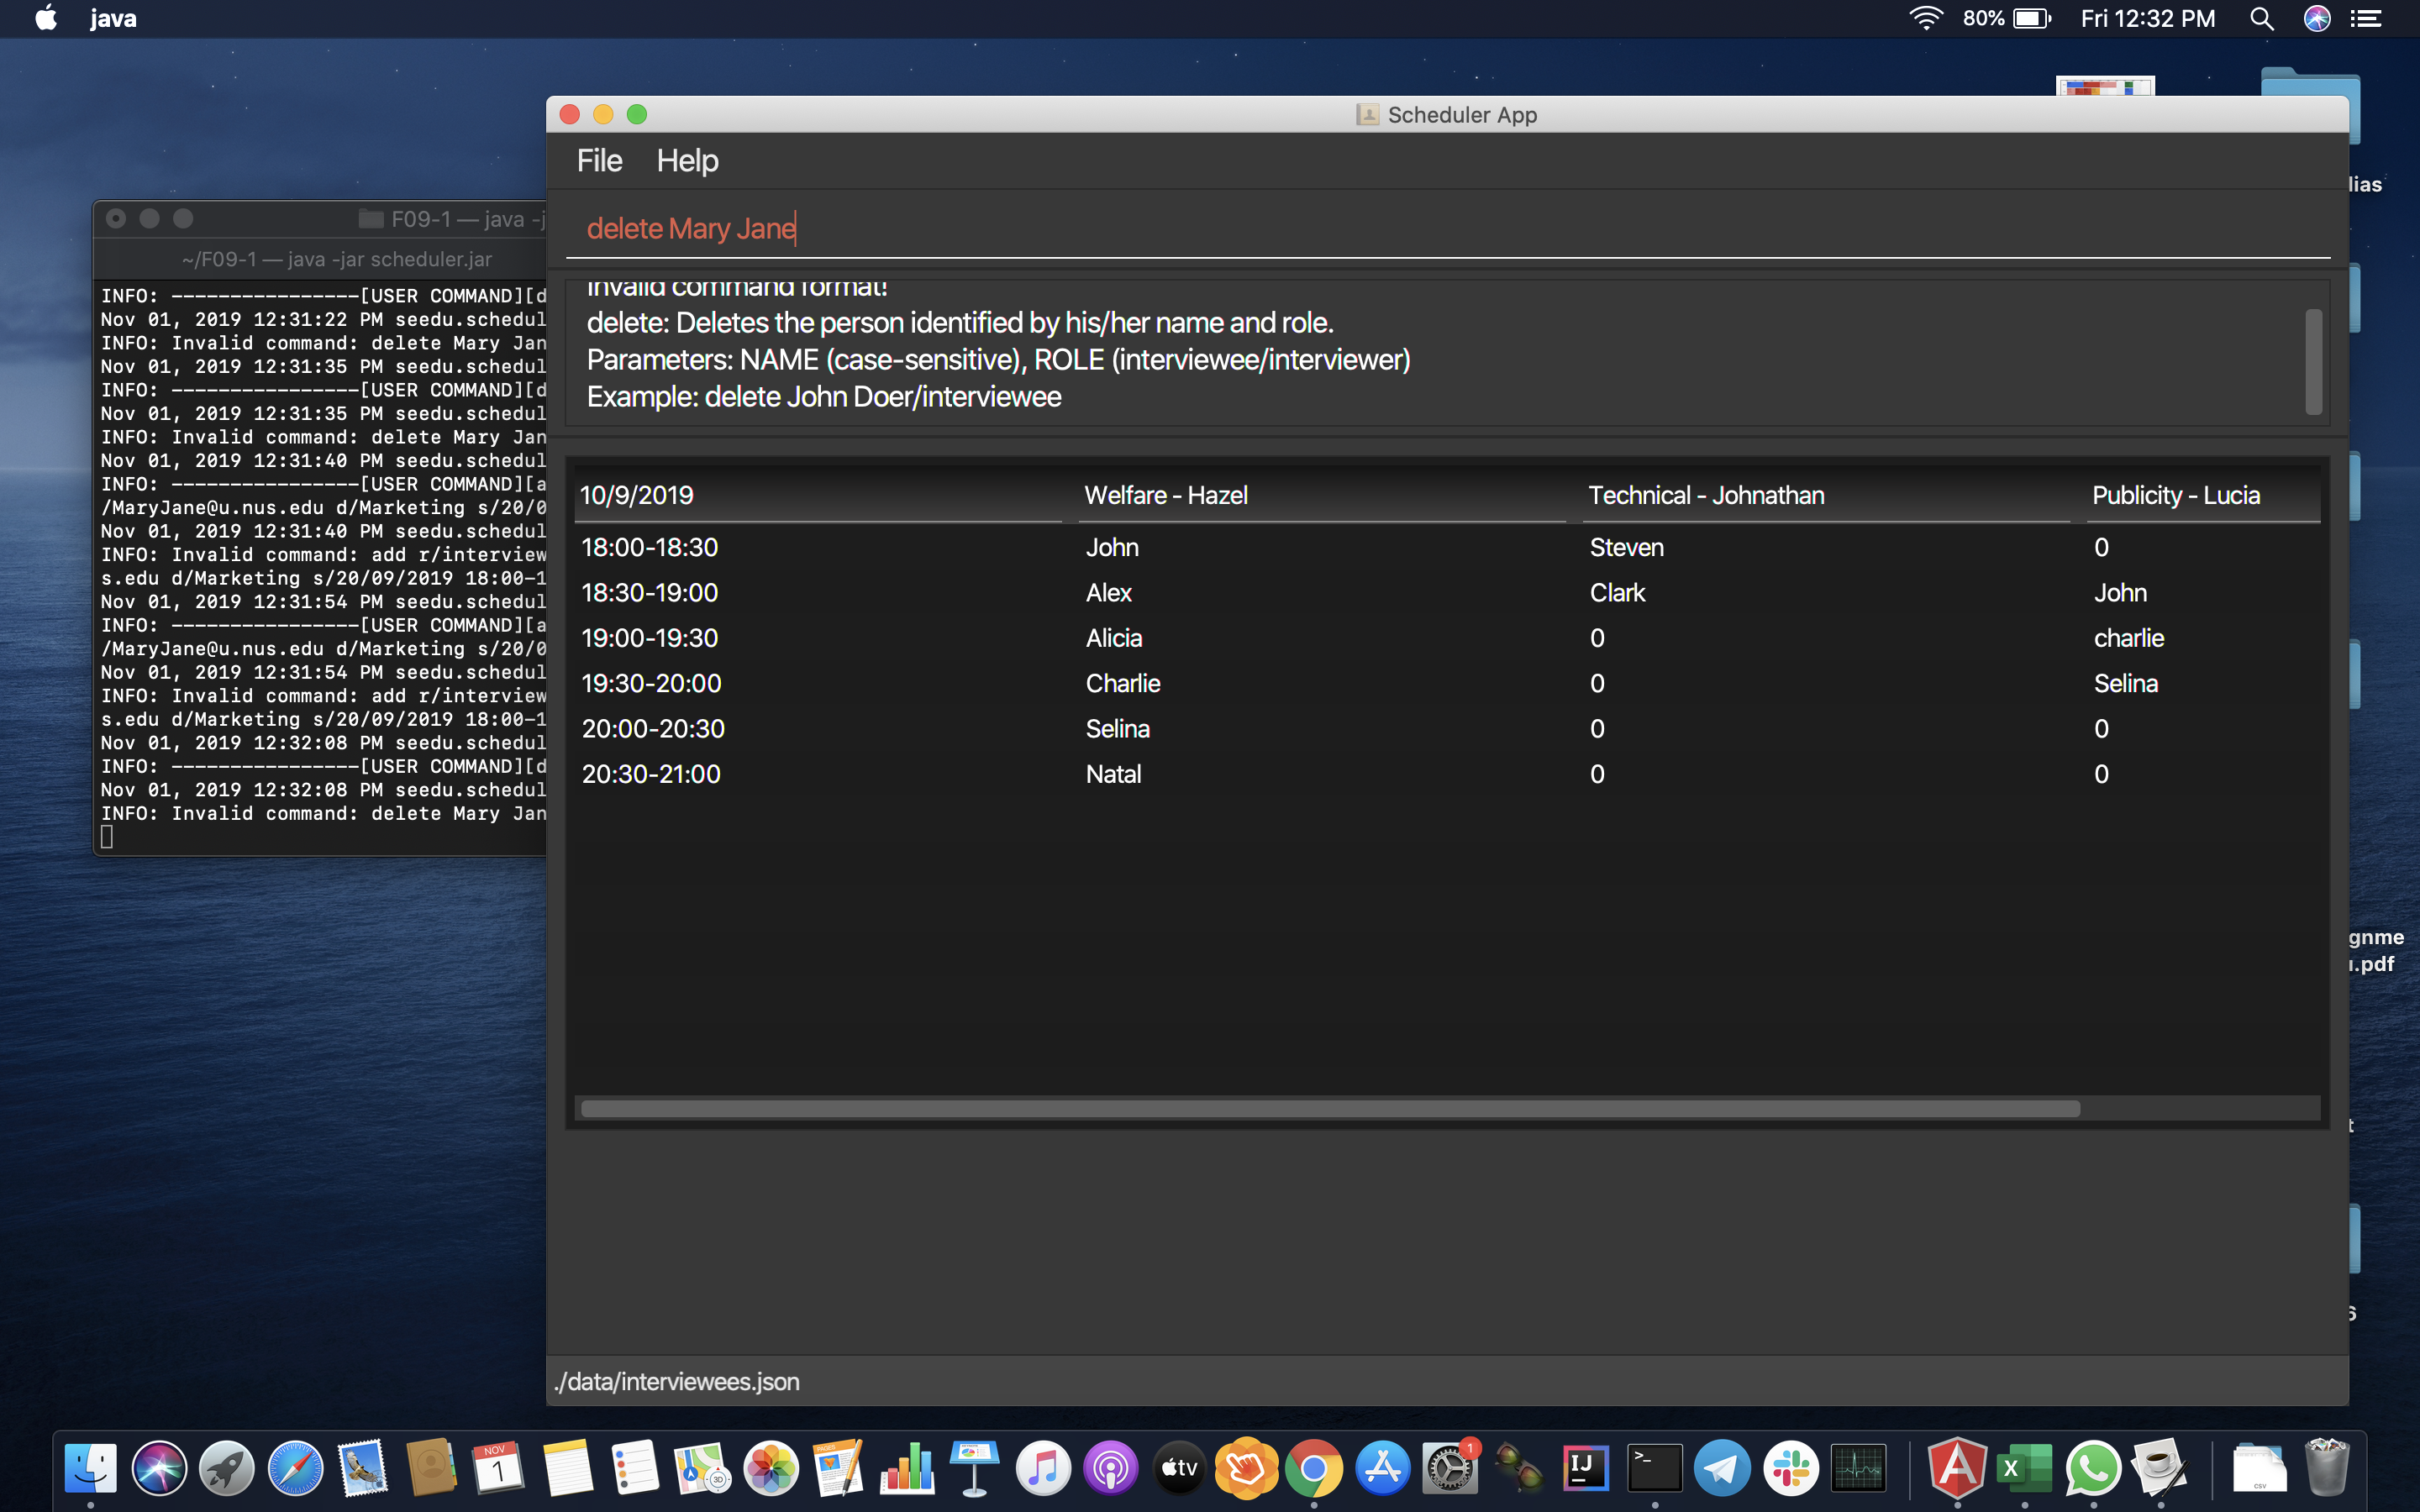 java
80%
Fri 12:32 PM
Scheduler App
File Help
delete Mary Jane
Invalid command format!
delete: Deletes the person identified by his/her name and role.
Parameters: NAME (case-sensitive), ROLE (interviewee/interviewer)
Example: delete John Doer/interviewee
10/9/2019 Welfare - Hazel Technical - Johnathan Publicity - Lucia
18:00-18:30 John Steven 0
18:30-19:00 Alex Clark John
19:00-19:30 Alicia 0 charlie
19:30-20:00 Charlie 0 Selina
20:00-20:30 Selina 0 0
20:30-21:00 Natal 0 0
./data/interviewees.json
F09-1 — java -j
~/F09-1 — java -jar scheduler.jar
INFO: ----------------[USER COMMAND][d
Nov 01, 2019 12:31:22 PM seedu.schedul
INFO: Invalid command: delete Mary Jan
Nov 01, 2019 12:31:35 PM seedu.schedul
INFO: ----------------[USER COMMAND][d
Nov 01, 2019 12:31:35 PM seedu.schedul
INFO: Invalid command: delete Mary Jan
Nov 01, 2019 12:31:40 PM seedu.schedul
INFO: ----------------[USER COMMAND][a
/MaryJane@u.nus.edu d/Marketing s/20/0
Nov 01, 2019 12:31:40 PM seedu.schedul
INFO: Invalid command: add r/interview
s.edu d/Marketing s/20/09/2019 18:00-1
Nov 01, 2019 12:31:54 PM seedu.schedul
INFO: ----------------[USER COMMAND][a
/MaryJane@u.nus.edu d/Marketing s/20/0
Nov 01, 2019 12:31:54 PM seedu.schedul
INFO: Invalid command: add r/interview
s.edu d/Marketing s/20/09/2019 18:00-1
Nov 01, 2019 12:32:08 PM seedu.schedul
INFO: ----------------[USER COMMAND][d
Nov 01, 2019 12:32:08 PM seedu.schedul
INFO: Invalid command: delete Mary Jan
lias
gnme
.pdf
t
NOV
1
PAGES
3D
tv
1
IJ
>_
A
X
CSV